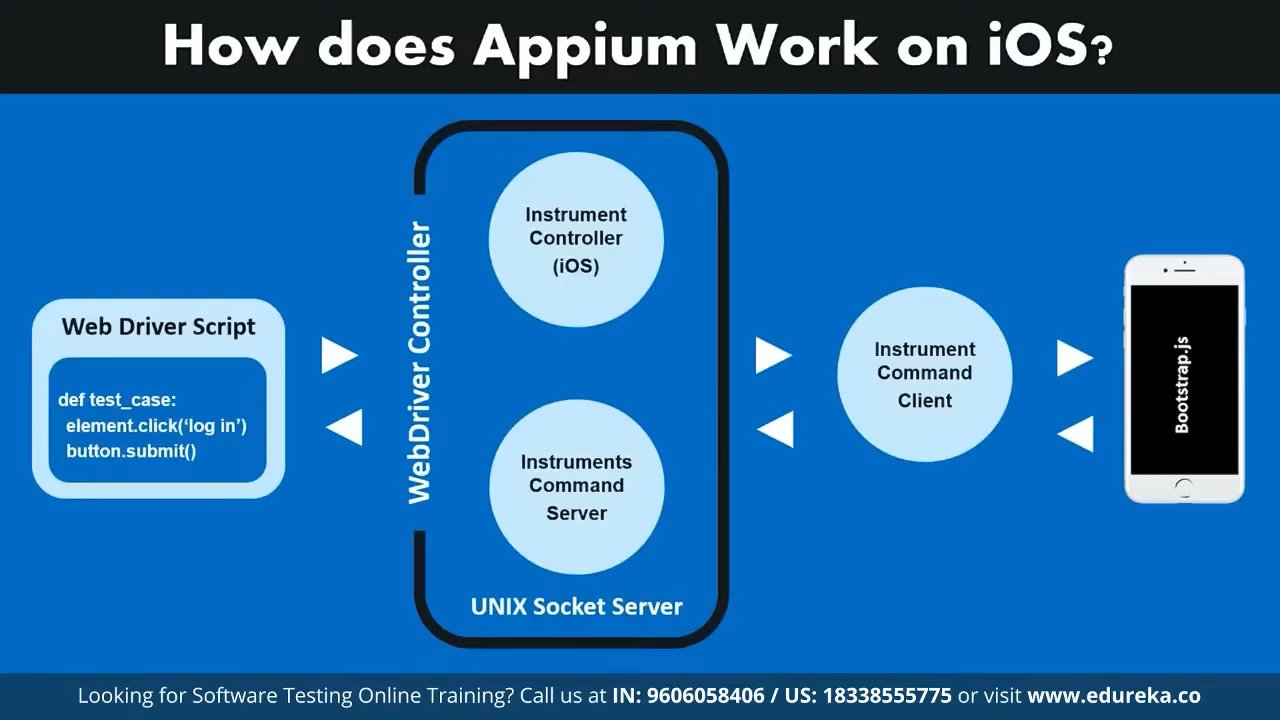 How does Appium Work on iOS?
Web Driver Script
def test_case:
element.click(‘log in’)
button.submit()
WebDriver Controller
Instrument
Controller
(iOS)
Instruments
Command
Server
UNIX Socket Server
Instrument
Command
Client
Bootstrap.js
Looking for Software Testing Online Training? Call us at IN: 9606058406 / US: 18338555775 or visit www.edureka.co